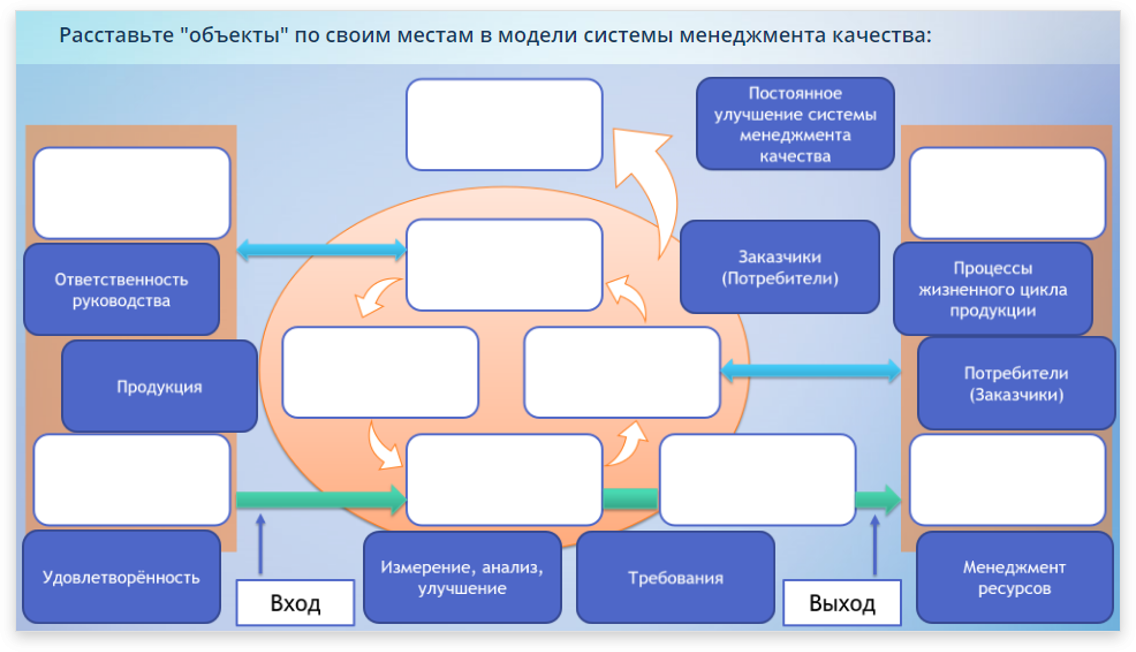 Расставьте "объекты" по своим местам в модели системы менеджмента качества:
Постоянное
улучшение системы
менеджмента
качества
Ответственность
руководства
Заказчики
(Потребители)
Процессы
жизненного цикла
продукции
Продукция
Потребители
(Заказчики)
Удовлетворённость
Измерение, анализ,
улучшение
Требования
Менеджмент
ресурсов
Вход
Выход